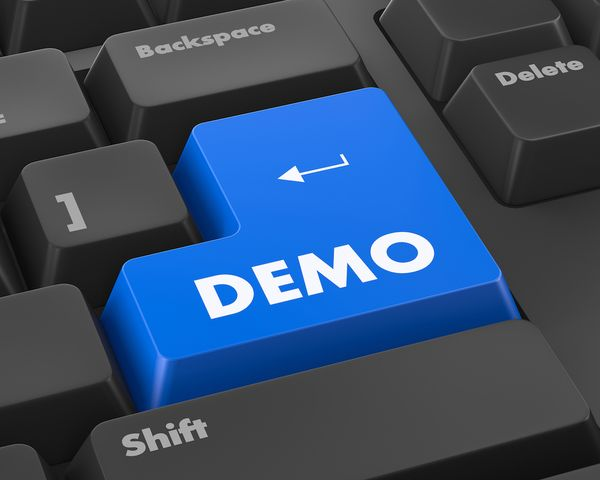 Backspace
Delete
]
DEMO
Shift